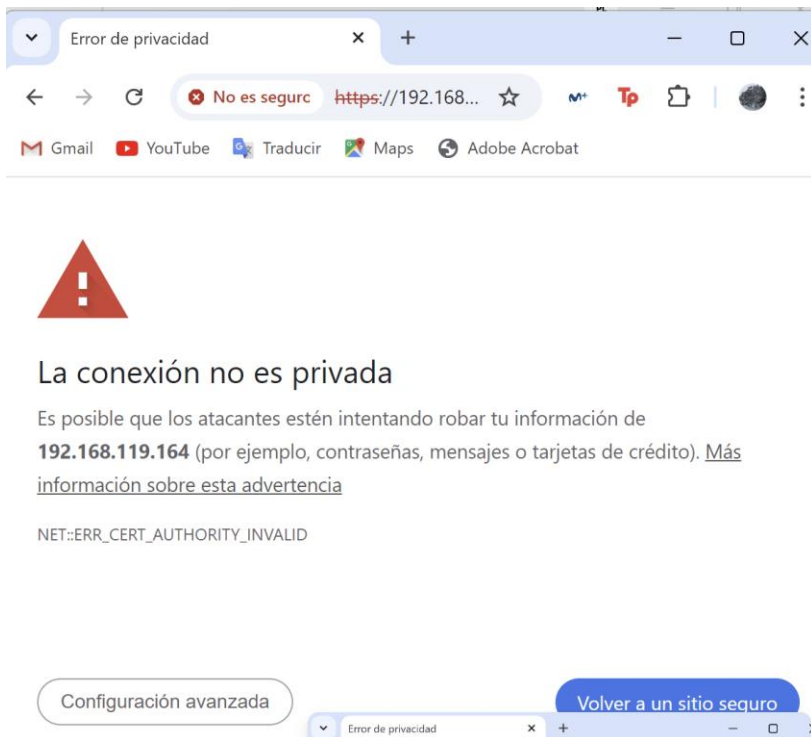 Error de privacidad
No es seguro https://192.168...
Gmail YouTube Traducir Maps Adobe Acrobat
La conexión no es privada
Es posible que los atacantes estén intentando robar tu información de
192.168.119.164 (por ejemplo, contraseñas, mensajes o tarjetas de crédito). Más
información sobre esta advertencia
NET::ERR_CERT_AUTHORITY_INVALID
Configuración avanzada Volver a un sitio seguro
Error de privacidad